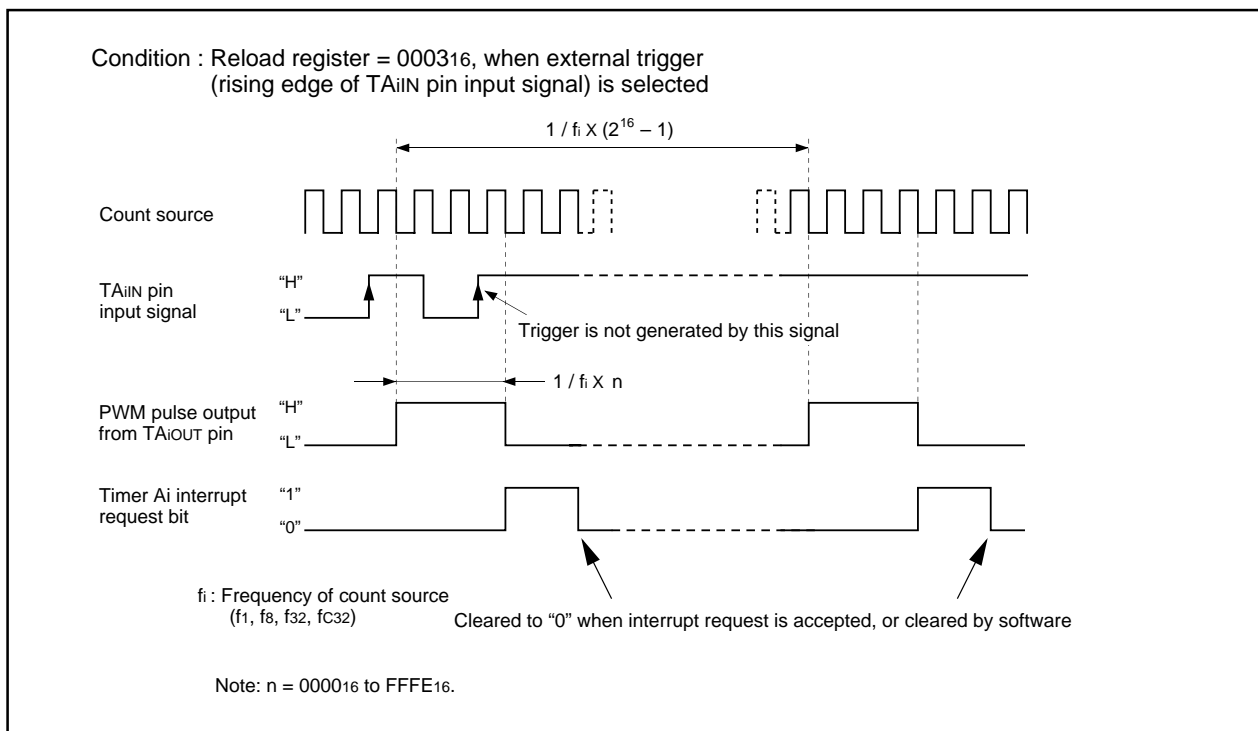 Condition : Reload register = 000316, when external trigger
(rising edge of TAiIN pin input signal) is selected
1 / fi X (2^16 – 1)
Count source
TAiIN pin
input signal
“H”
“L”
Trigger is not generated by this signal
1 / fi X n
PWM pulse output
from TAiOUT pin
“H”
“L”
Timer Ai interrupt
request bit
“1”
“0”
fi : Frequency of count source
(f1, f8, f32, fC32)
Cleared to “0” when interrupt request is accepted, or cleared by software
Note: n = 000016 to FFFE16.